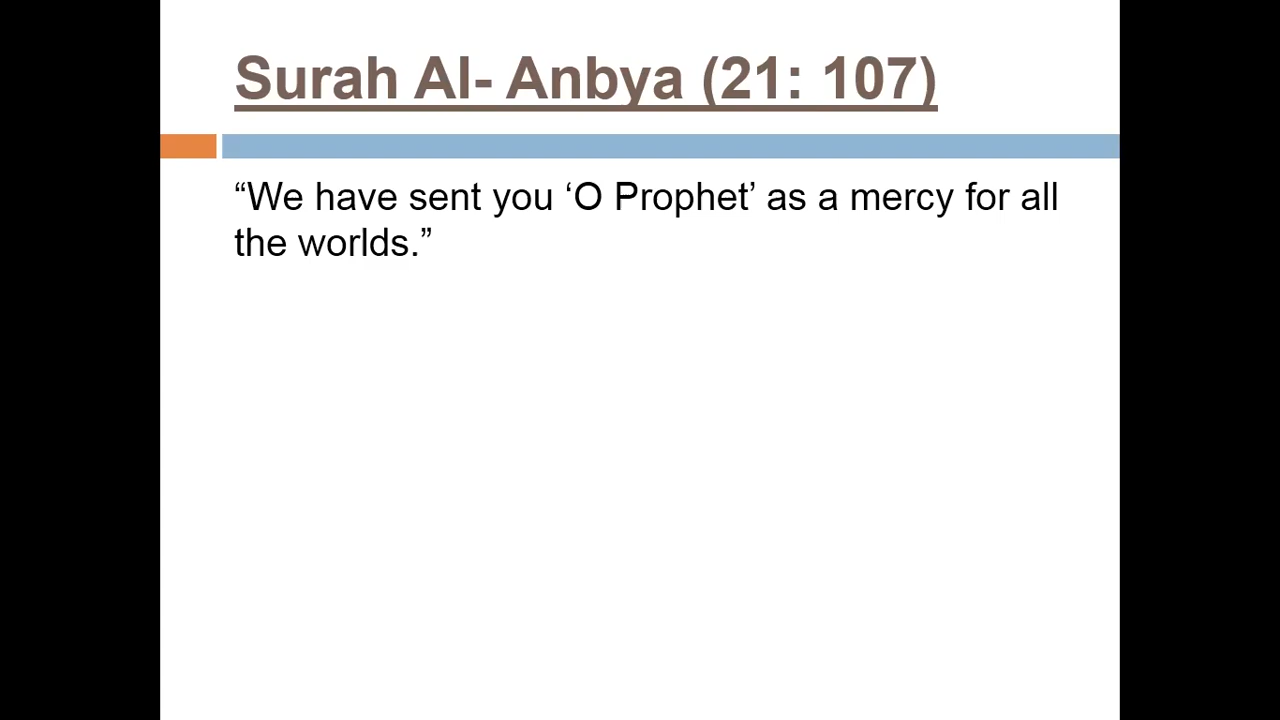 Surah Al- Anbya (21: 107)
“We have sent you ‘O Prophet’ as a mercy for all
the worlds.”